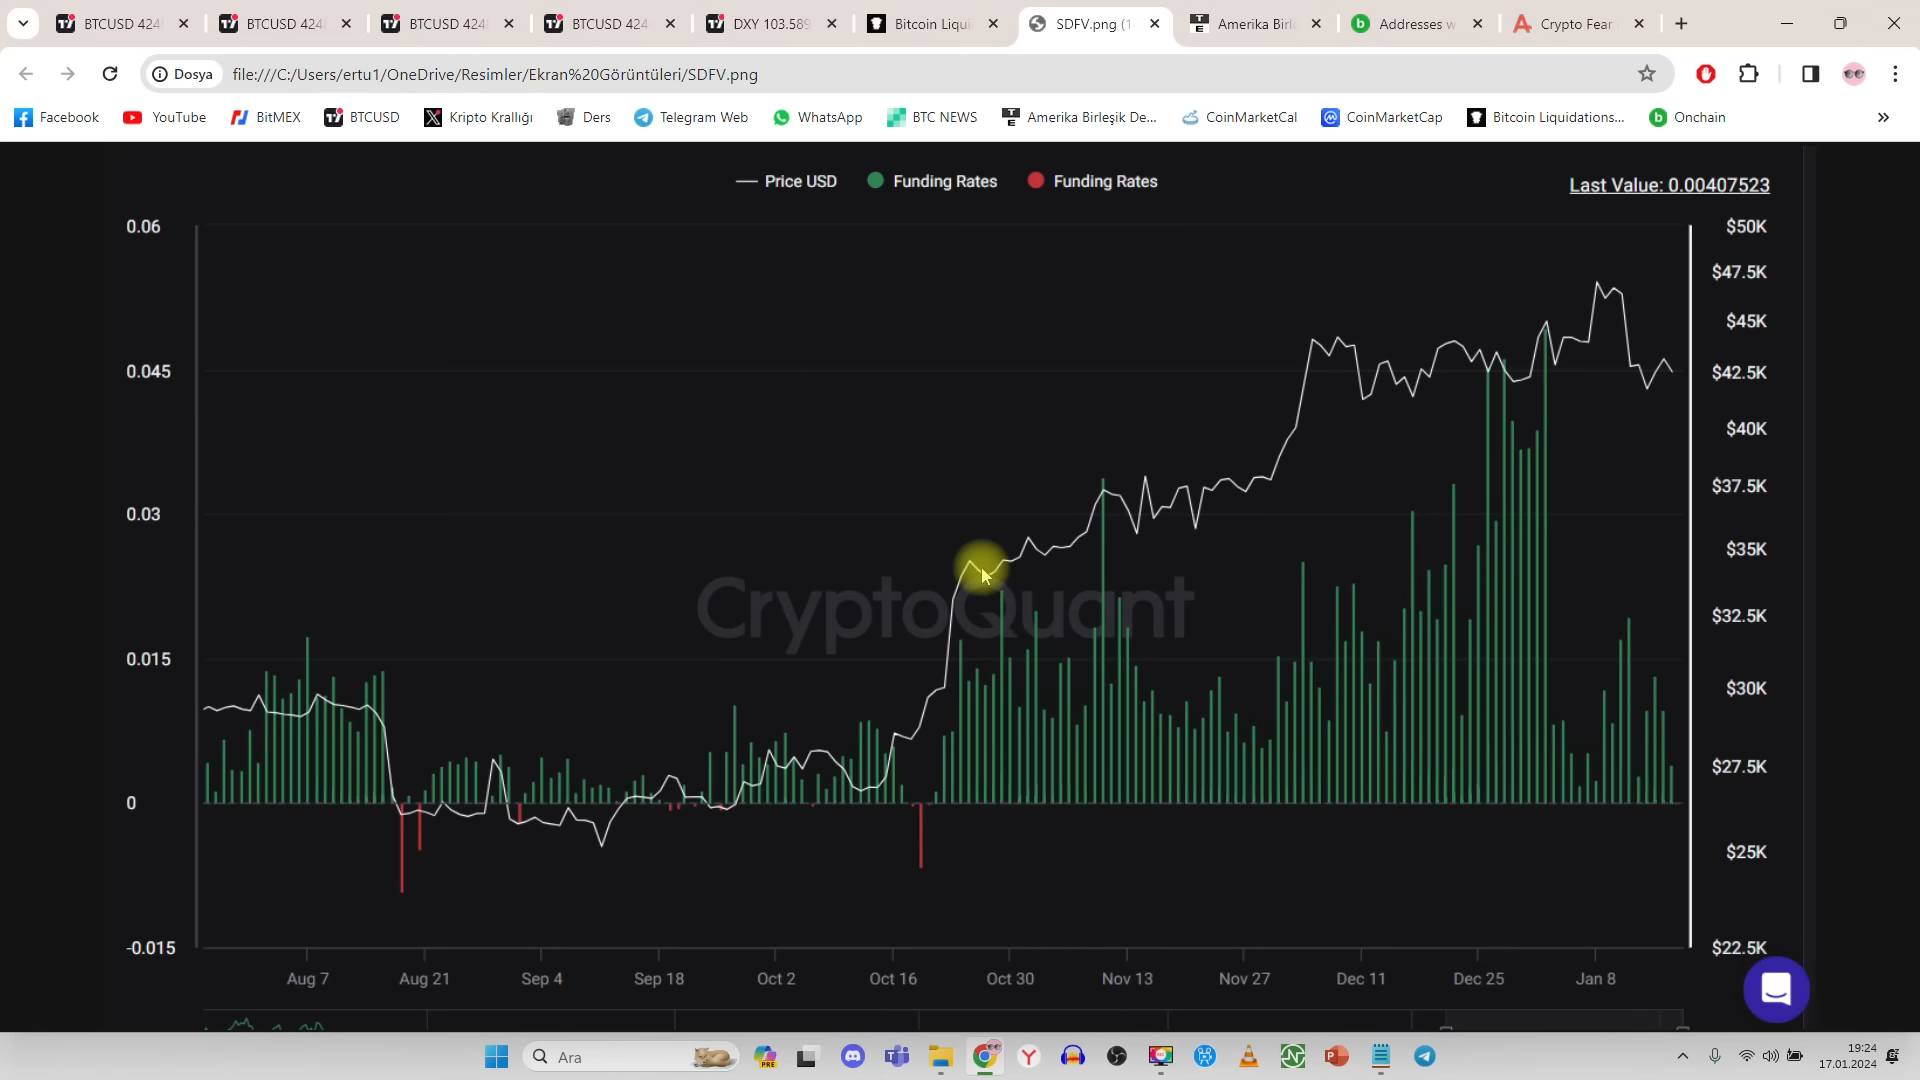 BTCUSD 424
BTCUSD 424
BTCUSD 424
BTCUSD 424
DXY 103.589
Bitcoin Liqui
SDFV.png (1
Amerika Birl
Addresses w
Crypto Fear
Dosya
file:///C:/Users/ertu1/OneDrive/Resimler/Ekran%20Görüntüleri/SDFV.png
Facebook
YouTube
BitMEX
BTCUSD
Kripto Krallığı
Ders
Telegram Web
WhatsApp
BTC NEWS
Amerika Birleşik De...
CoinMarketCal
CoinMarketCap
Bitcoin Liquidations...
Onchain
Price USD
Funding Rates
Funding Rates
Last Value: 0.00407523
0.06
0.045
0.03
0.015
0
-0.015
$50K
$47.5K
$45K
$42.5K
$40K
$37.5K
$35K
$32.5K
$30K
$27.5K
$25K
$22.5K
CryptoQuant
Aug 7
Aug 21
Sep 4
Sep 18
Oct 2
Oct 16
Oct 30
Nov 13
Nov 27
Dec 11
Dec 25
Jan 8
Ara
PRE
19:24
17.01.2024